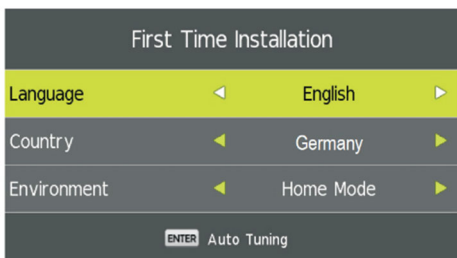 First Time Installation
Language English
Country Germany
Environment Home Mode
ENTER Auto Tuning